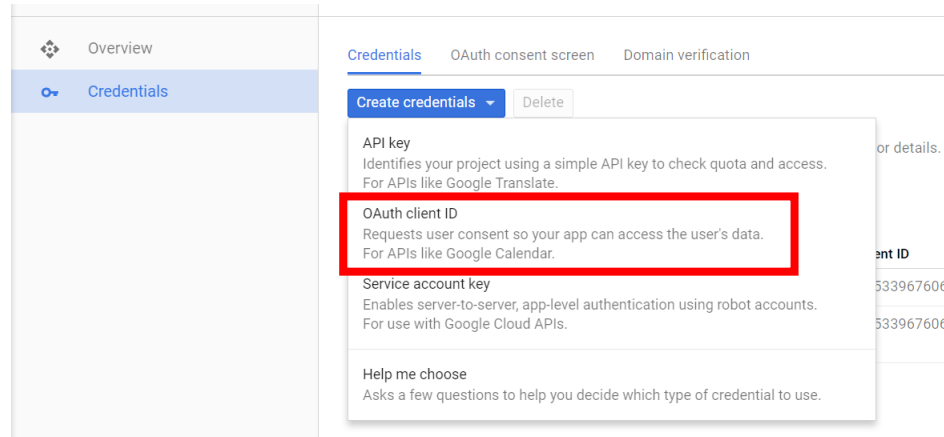 Overview
Credentials
Credentials OAuth consent screen Domain verification
Create credentials Delete
API key
Identifies your project using a simple API key to check quota and access.
For APIs like Google Translate.
or details.
OAuth client ID
Requests user consent so your app can access the user's data.
For APIs like Google Calendar.
ent ID
Service account key
Enables server-to-server, app-level authentication using robot accounts.
For use with Google Cloud APIs.
533967606
533967606
Help me choose
Asks a few questions to help you decide which type of credential to use.